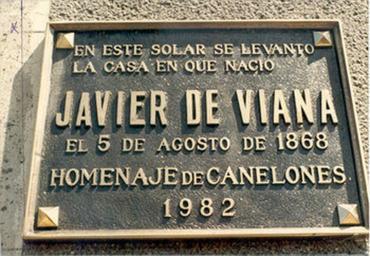 EN ESTE SOLAR SE LEVANTO
LA CASA EN QUE NACIO
JAVIER DE VIANA
EL 5 DE AGOSTO DE 1868
HOMENAJE DE CANELONES
1982